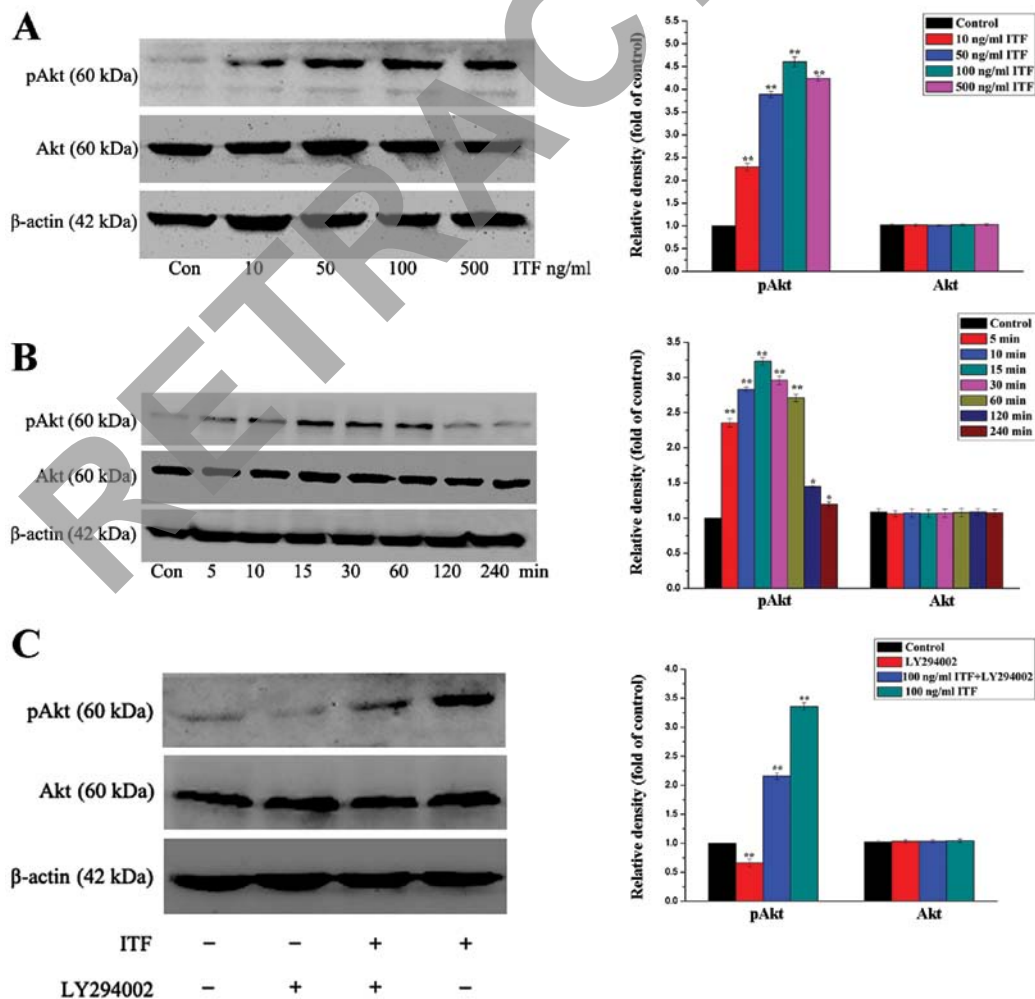 RETRACT
A
pAkt (60 kDa)
Akt (60 kDa)
β-actin (42 kDa)
Con 10 50 100 500 ITF ng/ml
Relative density (fold of control)
5.5
5.0
4.5
4.0
3.5
3.0
2.5
2.0
1.5
1.0
0.5
0.0
Control
10 ng/ml ITF
50 ng/ml ITF
100 ng/ml ITF
500 ng/ml ITF
** ** ** **
pAkt Akt
B
pAkt (60 kDa)
Akt (60 kDa)
β-actin (42 kDa)
Con 5 10 15 30 60 120 240 min
Relative density (fold of control)
3.5
3.0
2.5
2.0
1.5
1.0
0.5
0.0
Control
5 min
10 min
15 min
30 min
60 min
120 min
240 min
** ** ** ** ** * *
pAkt Akt
C
pAkt (60 kDa)
Akt (60 kDa)
β-actin (42 kDa)
ITF - - + +
LY294002 - + + -
Relative density (fold of control)
4.0
3.5
3.0
2.5
2.0
1.5
1.0
0.5
0.0
Control
LY294002
100 ng/ml ITF+LY294002
100 ng/ml ITF
** **
pAkt Akt